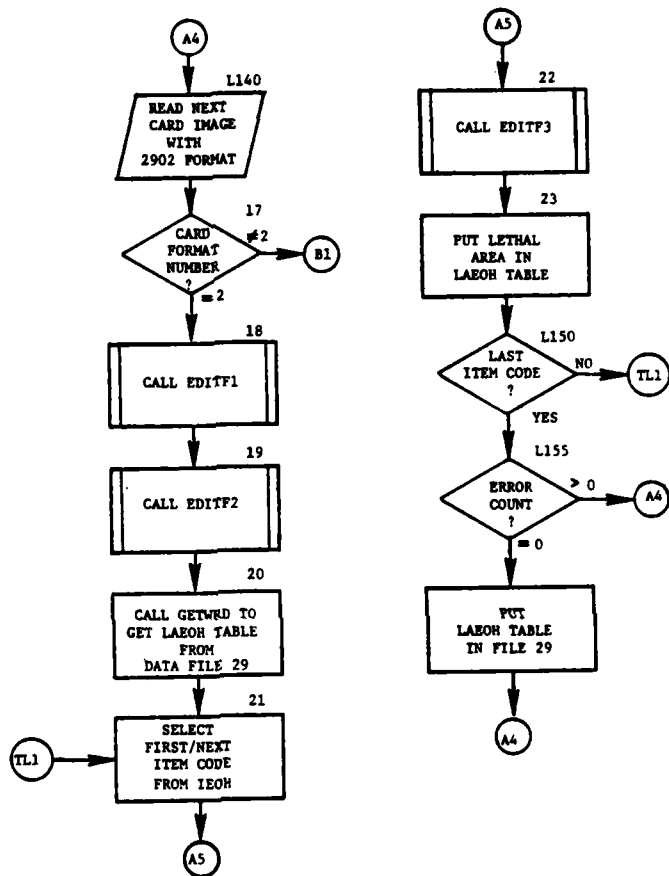 A4
L140
READ NEXT
CARD IMAGE
WITH
2902 FORMAT
17
CARD
FORMAT
NUMBER
?
≠2
B1
= 2
18
CALL EDITF1
19
CALL EDITF2
20
CALL GETWRD TO
GET LAEOH TABLE
FROM
DATA FILE 29
21
TL1
SELECT
FIRST/NEXT
ITEM CODE
FROM IEOH
A5
A5
22
CALL EDITF3
23
PUT LETHAL
AREA IN
LAEOH TABLE
L150
LAST
ITEM CODE
?
NO
TL1
YES
L155
ERROR
COUNT
?
> 0
A4
= 0
PUT
LAEOH TABLE
IN FILE 29
A4